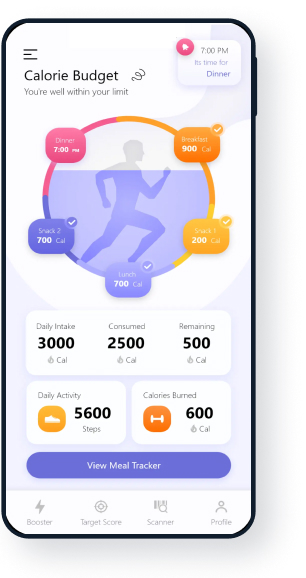 7:00 PM
Its time for
Dinner
Calorie Budget
You're well within your limit
Dinner
7:00 PM
Breakfast
900 Cal
Snack 2
700 Cal
Snack 1
200 Cal
Lunch
700 Cal
Daily Intake
3000
Cal
Consumed
2500
Cal
Remaining
500
Cal
Daily Activity
5600
Steps
Calories Burned
600
Cal
View Meal Tracker
Booster
Target Score
Scanner
Profile